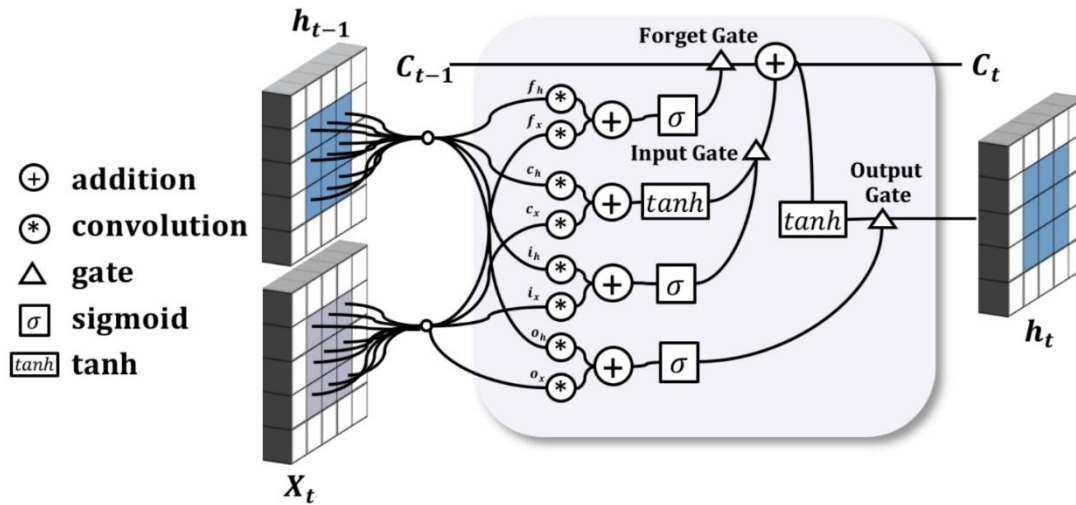 h_{t-1}
C_{t-1}
Forget Gate
C_t
f_h
f_x
σ
Input Gate
Output
Gate
+ addition
* convolution
gate
σ sigmoid
tanh tanh
c_h
c_x
tanh
tanh
i_h
i_x
σ
o_h
o_x
σ
h_t
X_t